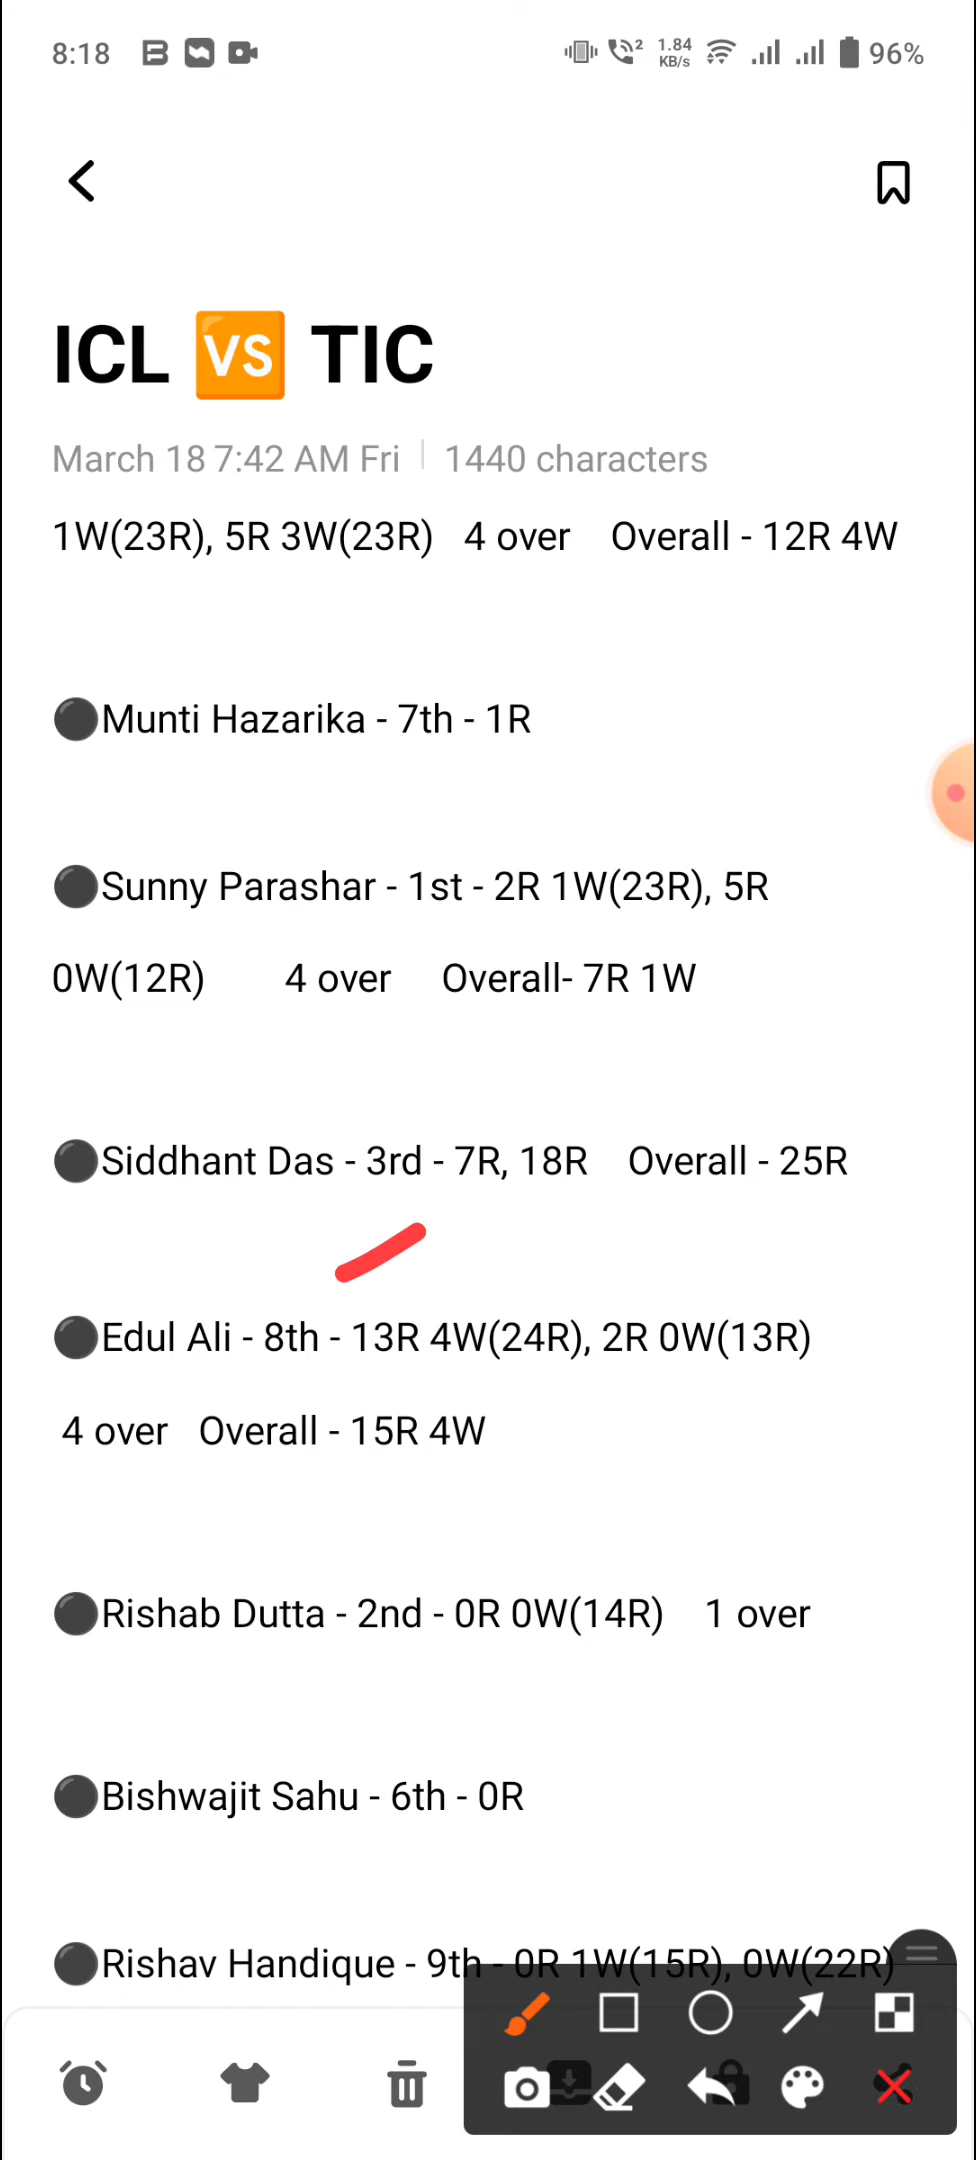 8:18 2 1.84 KB/s 96%
ICL VS TIC
March 18 7:42 AM Fri | 1440 characters
1W(23R), 5R 3W(23R) 4 over Overall - 12R 4W
⚫Munti Hazarika - 7th - 1R
⚫Sunny Parashar - 1st - 2R 1W(23R), 5R
0W(12R) 4 over Overall- 7R 1W
⚫Siddhant Das - 3rd - 7R, 18R Overall - 25R
⚫Edul Ali - 8th - 13R 4W(24R), 2R 0W(13R)
4 over Overall - 15R 4W
⚫Rishab Dutta - 2nd - 0R 0W(14R) 1 over
⚫Bishwajit Sahu - 6th - 0R
⚫Rishav Handique - 9th - 0R 1W(15R), 0W(22R)